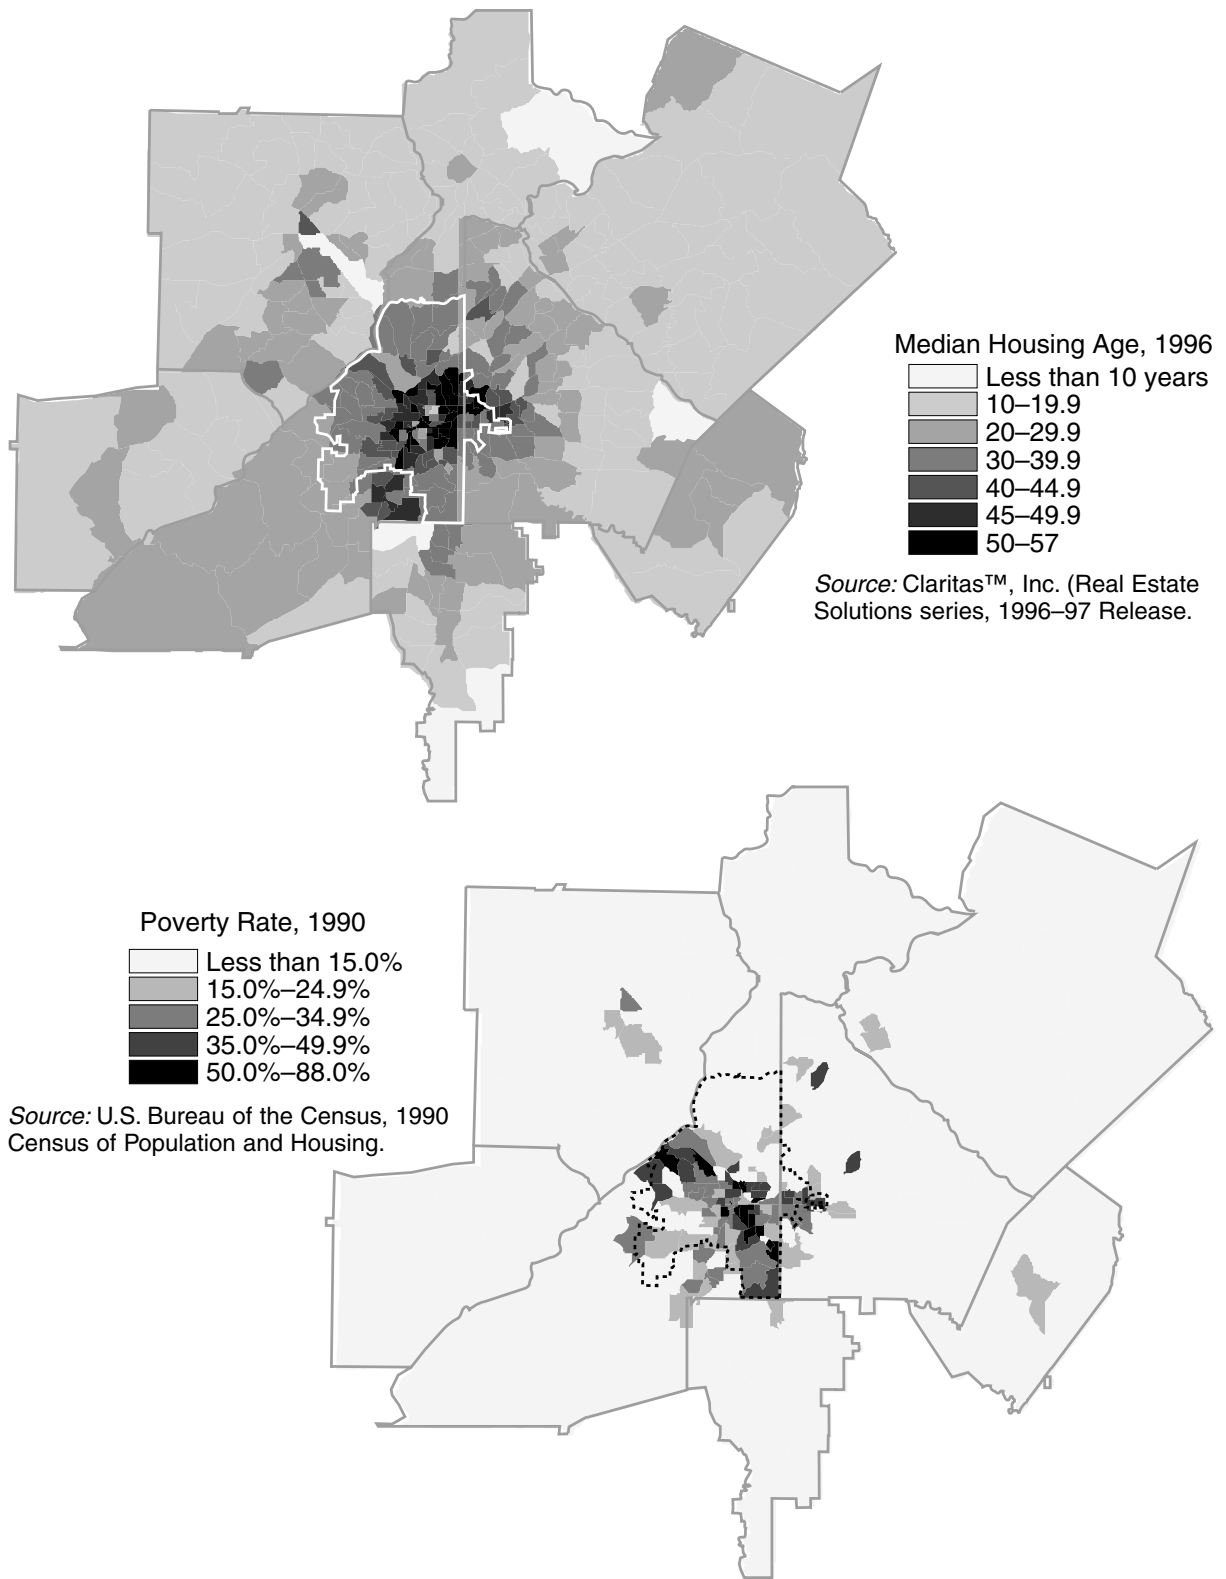 Median Housing Age, 1996
Less than 10 years
10–19.9
20–29.9
30–39.9
40–44.9
45–49.9
50–57
Source: Claritas™, Inc. (Real Estate
Solutions series, 1996–97 Release.
Poverty Rate, 1990
Less than 15.0%
15.0%–24.9%
25.0%–34.9%
35.0%–49.9%
50.0%–88.0%
Source: U.S. Bureau of the Census, 1990
Census of Population and Housing.